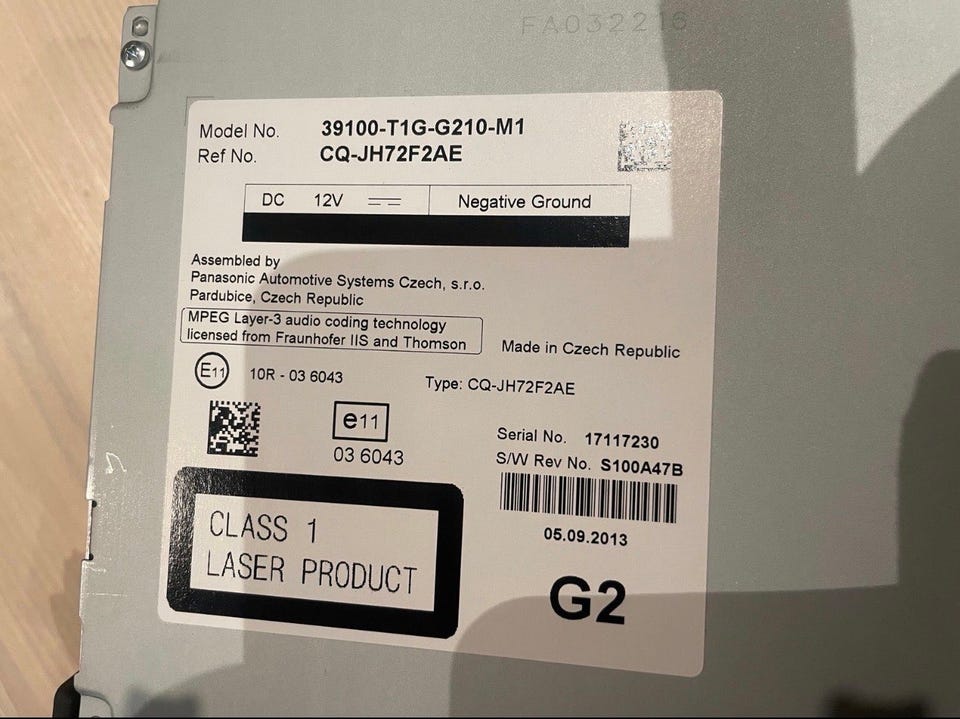 FA032216
Model No. 39100-T1G-G210-M1
Ref No. CQ-JH72F2AE
DC 12V Negative Ground
Assembled by
Panasonic Automotive Systems Czech, s.r.o.
Pardubice, Czech Republic
MPEG Layer-3 audio coding technology
licensed from Fraunhofer IIS and Thomson
Made in Czech Republic
E11 10R - 03 6043
Type: CQ-JH72F2AE
e11
03 6043
Serial No. 17117230
S/W Rev No. S100A47B
05.09.2013
CLASS 1
LASER PRODUCT
G2